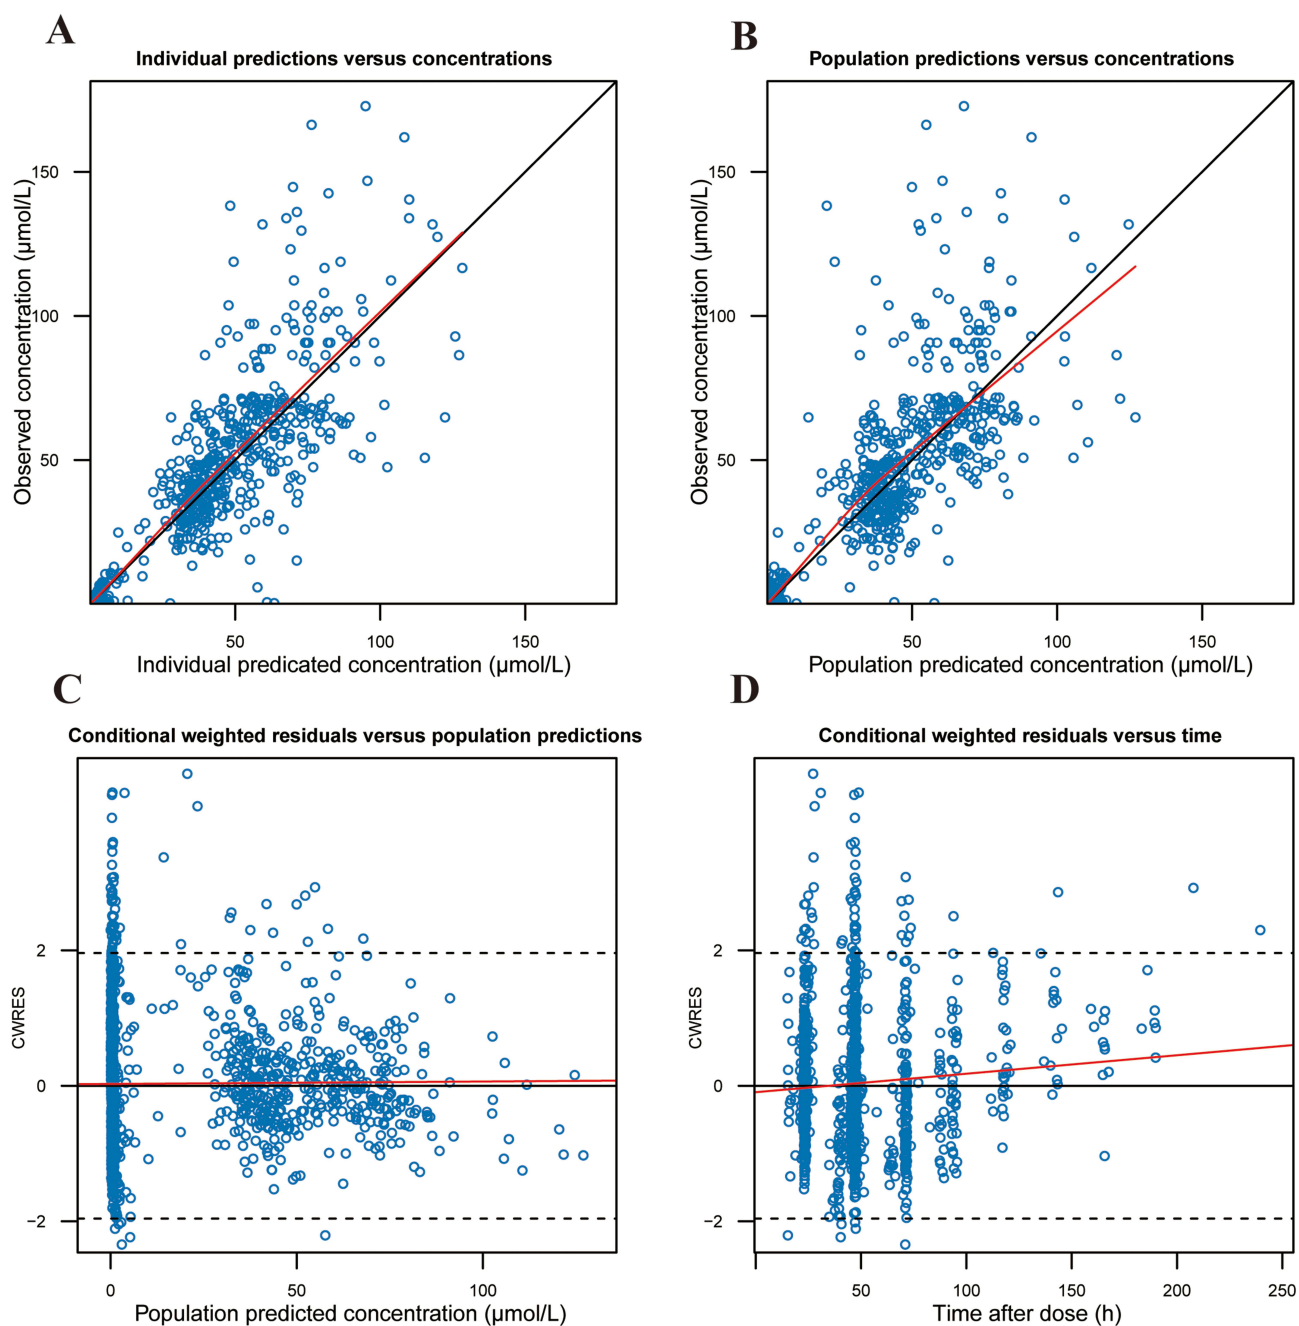 A
Individual predictions versus concentrations
Observed concentration (μmol/L)
150
100
50
50
100
150
Individual predicated concentration (μmol/L)
B
Population predictions versus concentrations
Observed concentration (μmol/L)
150
100
50
50
100
150
Population predicated concentration (μmol/L)
C
Conditional weighted residuals versus population predictions
CWRES
2
0
−2
0
50
100
Population predicted concentration (μmol/L)
D
Conditional weighted residuals versus time
CWRES
2
0
−2
50
100
150
200
250
Time after dose (h)